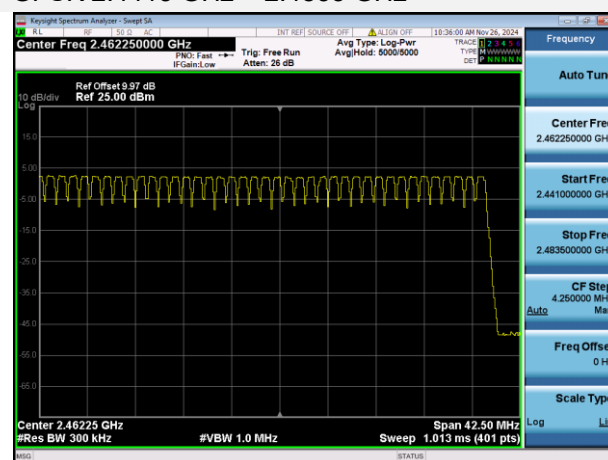 Keysight Spectrum Analyzer - Swept SA
RL RF 50 Ω AC INT REF SOURCE OFF ALIGN OFF 10:36:00 AM Nov 26, 2024
Center Freq 2.462250000 GHz
PNO: Fast Trig: Free Run
IFGain:Low Atten: 26 dB
Avg Type: Log-Pwr
Avg|Hold: 5000/5000
TRACE 1 2 3 4 5 6
TYPE M W W W W W
DET P N N N N N
Frequency
Ref Offset 9.97 dB
10 dB/div Ref 25.00 dBm
Log
15.0
5.00
-5.00
-15.0
-25.0
-35.0
-45.0
-55.0
-65.0
Center 2.46225 GHz Span 42.50 MHz
#Res BW 300 kHz #VBW 1.0 MHz Sweep 1.013 ms (401 pts)
MSG STATUS
Auto Tun
Center Fre
2.462250000 GH
Start Fre
2.441000000 GH
Stop Fre
2.483500000 GH
CF Step
4.250000 MH
Auto Ma
Freq Offse
0 H
Scale Type
Log Li